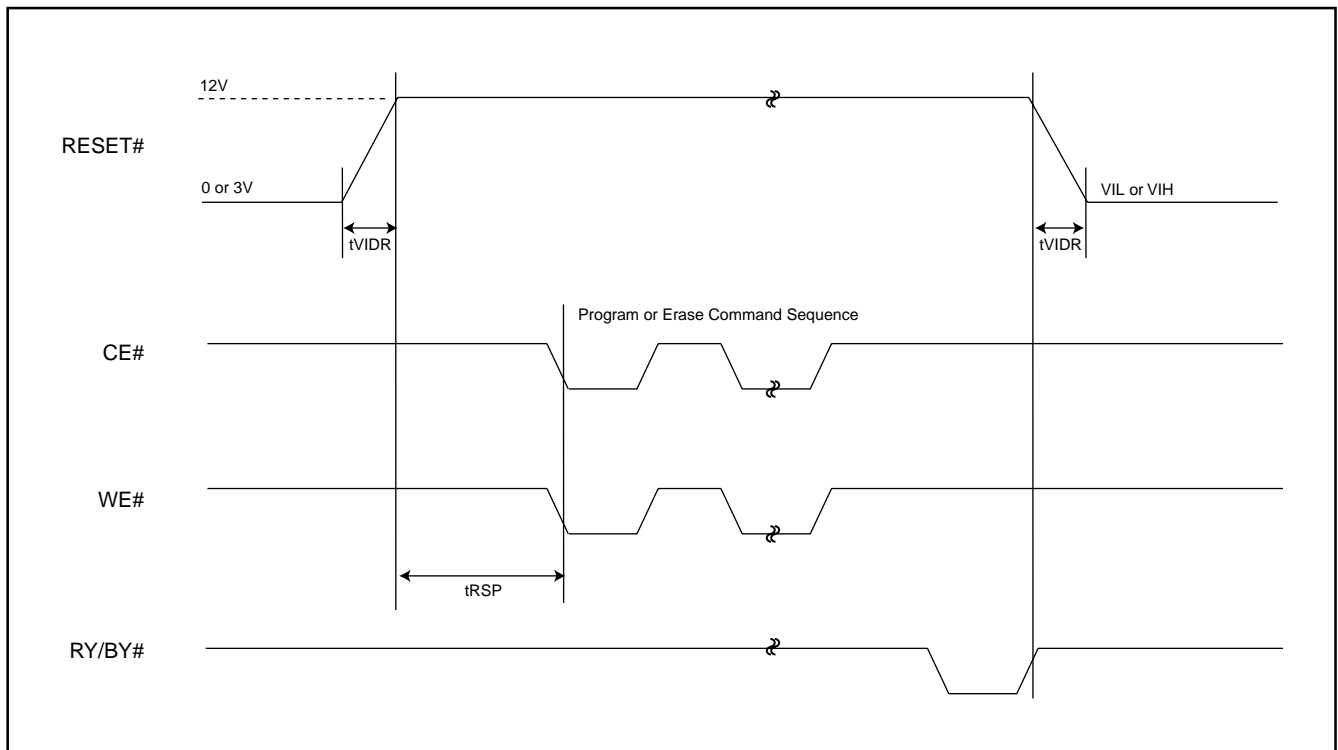 12V
RESET#
0 or 3V
VIL or VIH
tVIDR
tVIDR
Program or Erase Command Sequence
CE#
WE#
tRSP
RY/BY#